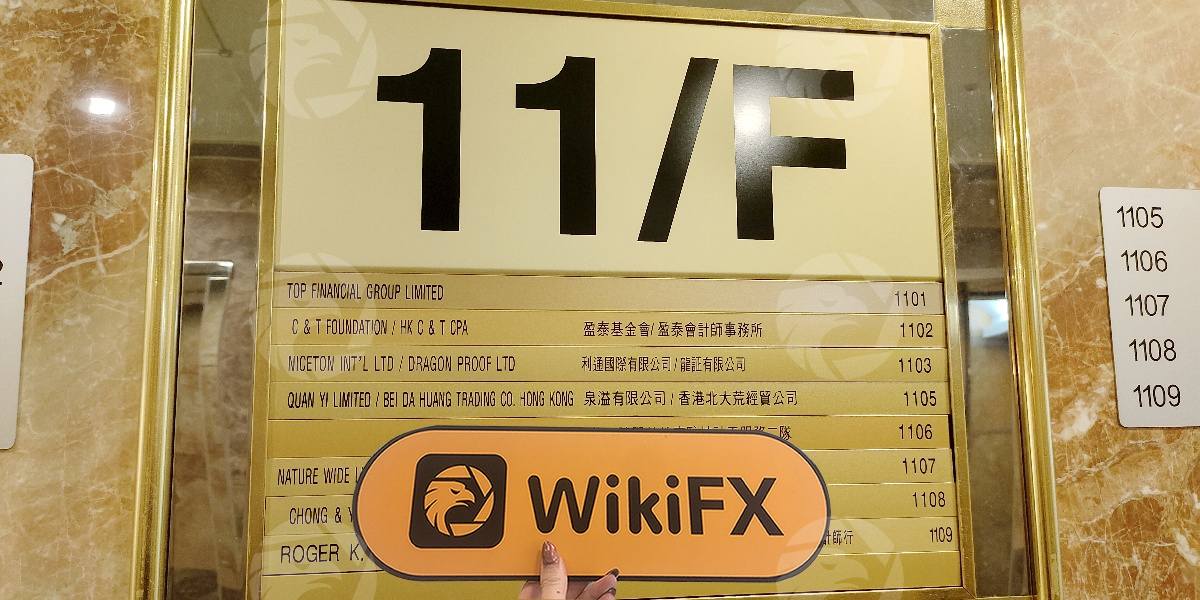 11/F
TOP FINANCIAL GROUP LIMITED 1101
C & T FOUNDATION / HK C & T CPA 盈泰基金會/盈泰會計師事務所 1102
NICETON INT'L LTD / DRAGON PROOF LTD 利通國際有限公司/龍証有限公司 1103
QUAN YI LIMITED / BEI DA HUANG TRADING CO. HONG KONG 泉溢有限公司/香港北大荒經貿公司 1105
隊 1106
NATURE WIDE 1107
CHONG & 1108
ROGER K. 計師行 1109
WikiFX
1105
1106
1107
1108
1109